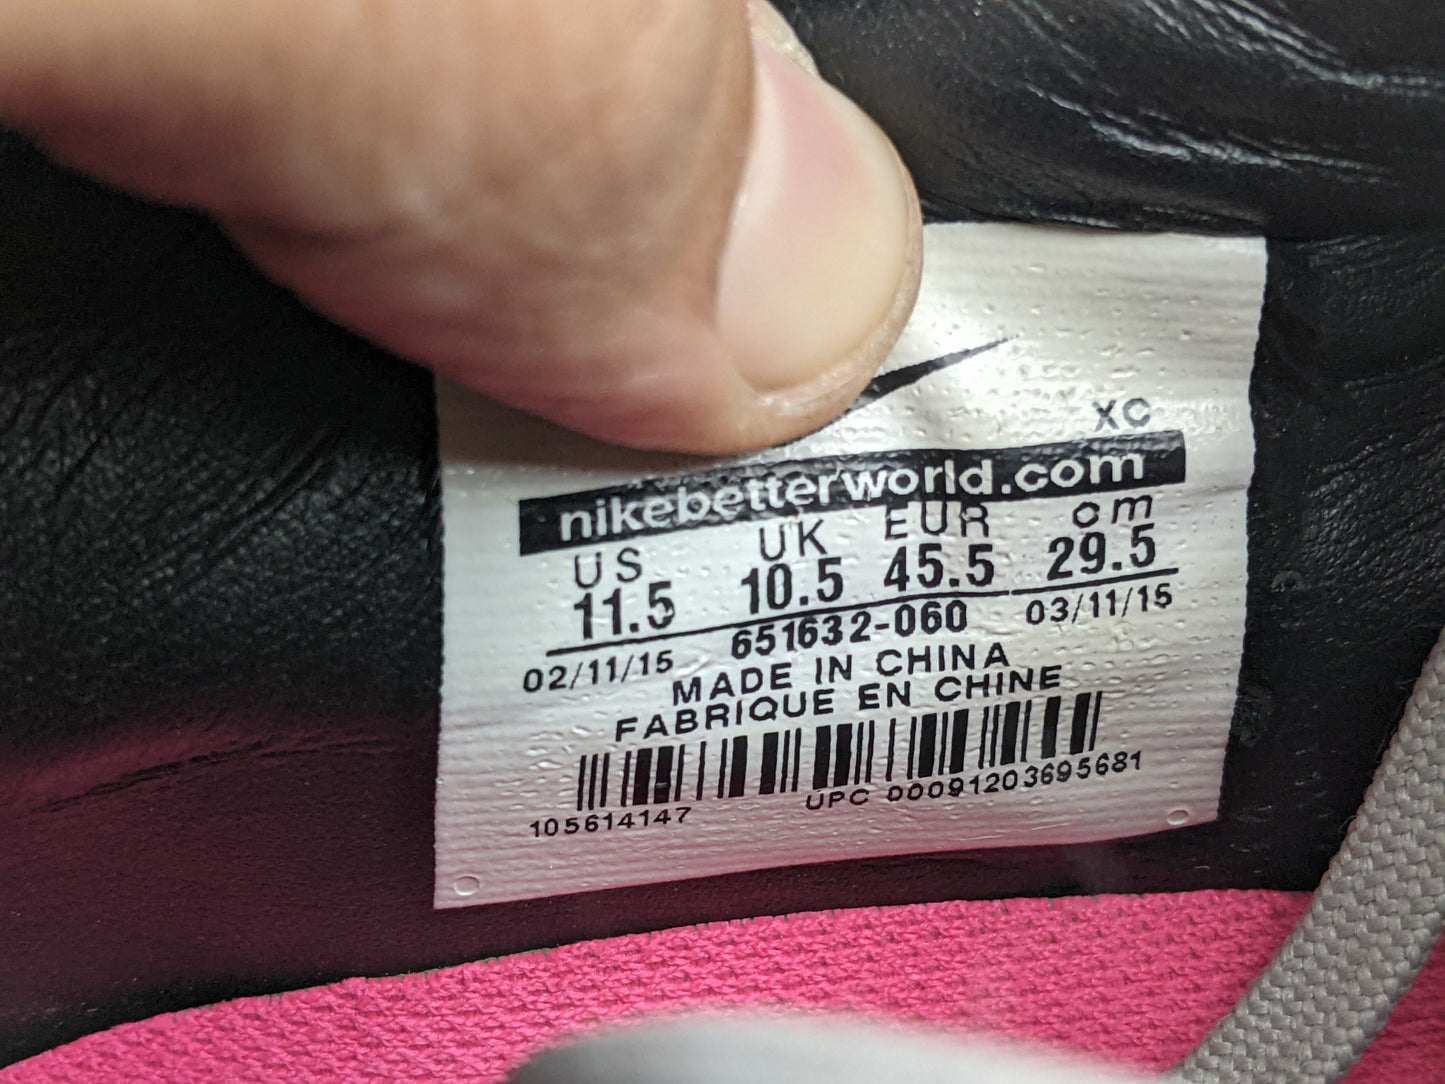 XC
nikebetterworld.com
US UK EUR cm
11.5 10.5 45.5 29.5
02/11/15 651632-060 03/11/15
MADE IN CHINA
FABRIQUE EN CHINE
105614147 UPC 00091203695681